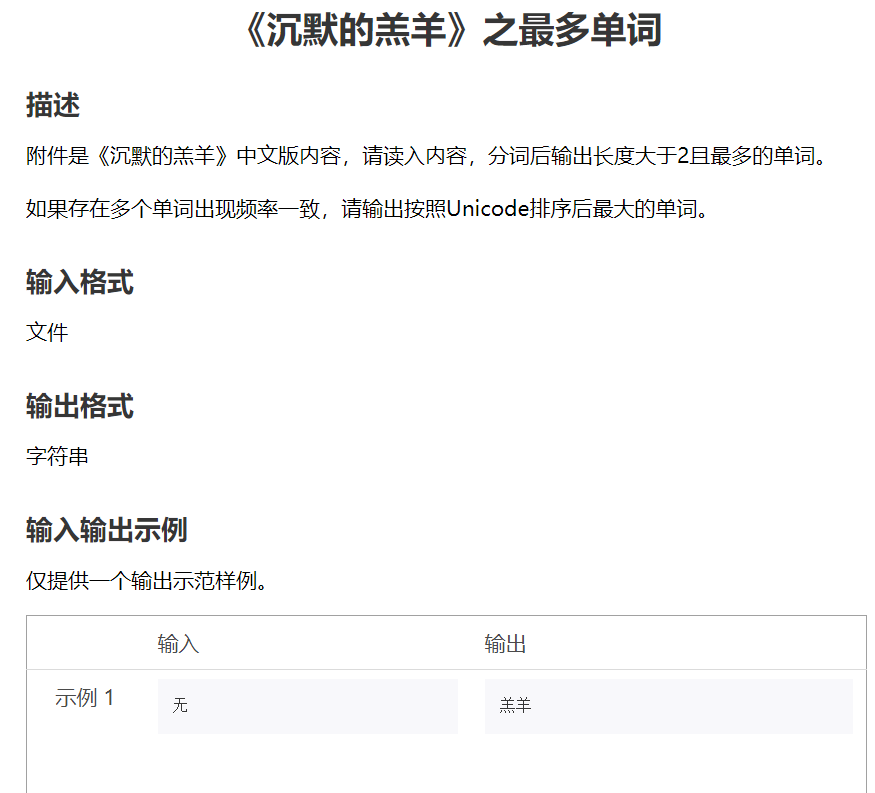 《沉默的羔羊》之最多单词
描述
附件是《沉默的羔羊》中文版内容，请读入内容，分词后输出长度大于2且最多的单词。
如果存在多个单词出现频率一致，请输出按照Unicode排序后最大的单词。
输入格式
文件
输出格式
字符串
输入输出示例
仅提供一个输出示范样例。
输入 输出
示例 1 无 羔羊